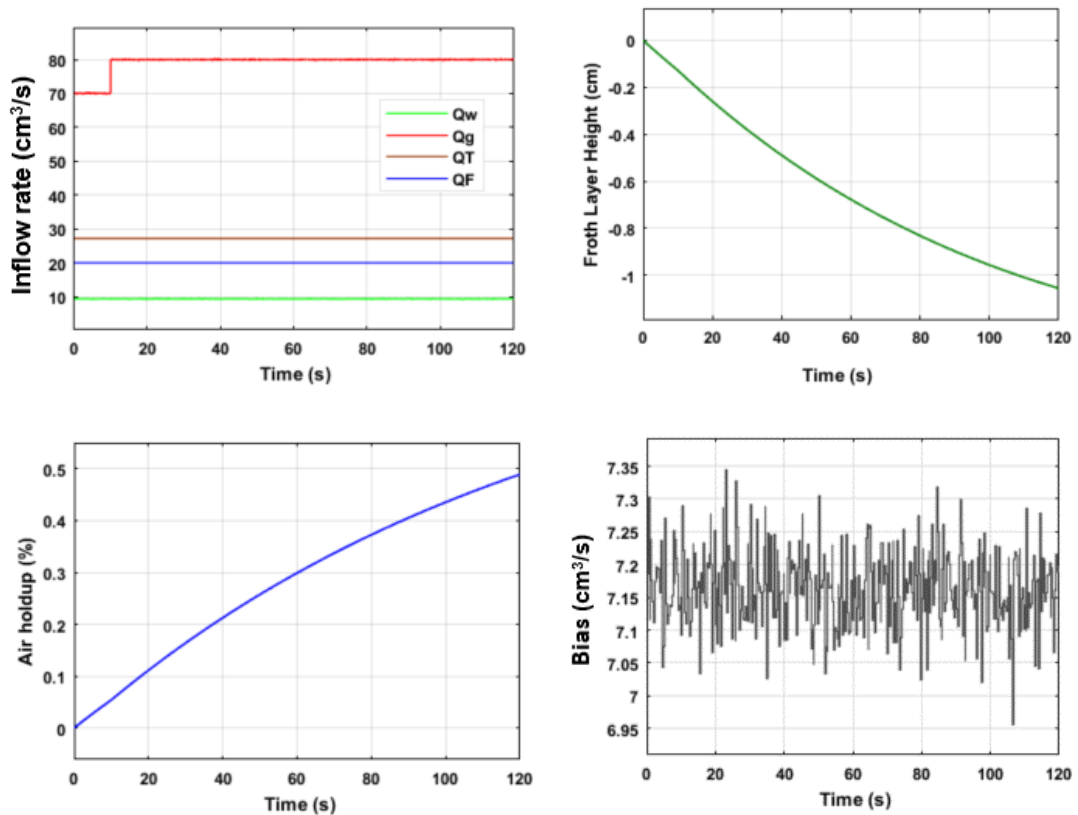 Inflow rate (cm³/s)
80
70
60
50
40
30
20
10
0 20 40 60 80 100 120
Time (s)
Qw
Qg
QT
QF
Froth Layer Height (cm)
0
-0.2
-0.4
-0.6
-0.8
-1
0 20 40 60 80 100 120
Time (s)
Air holdup (%)
0.5
0.4
0.3
0.2
0.1
0
0 20 40 60 80 100 120
Time (s)
Bias (cm³/s)
7.35
7.3
7.25
7.2
7.15
7.1
7.05
7
6.95
0 20 40 60 80 100 120
Time (s)